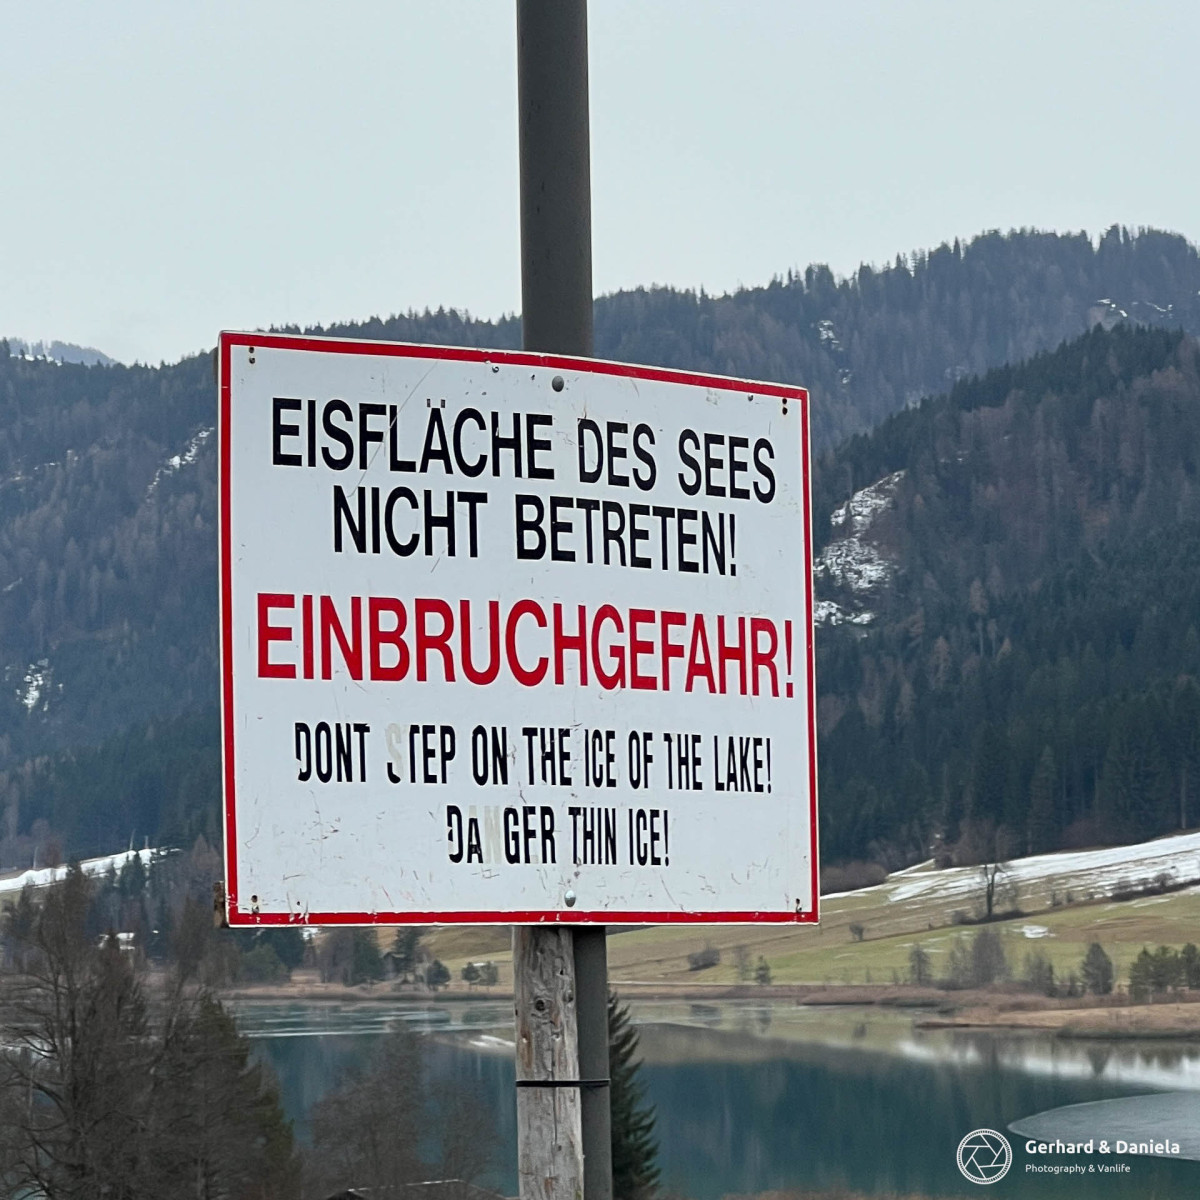 EISFLÄCHE DES SEES
NICHT BETRETEN!
EINBRUCHGEFAHR!
DONT STEP ON THE ICE OF THE LAKE!
DANGER THIN ICE!
Gerhard & Daniela
Photography & Vanlife